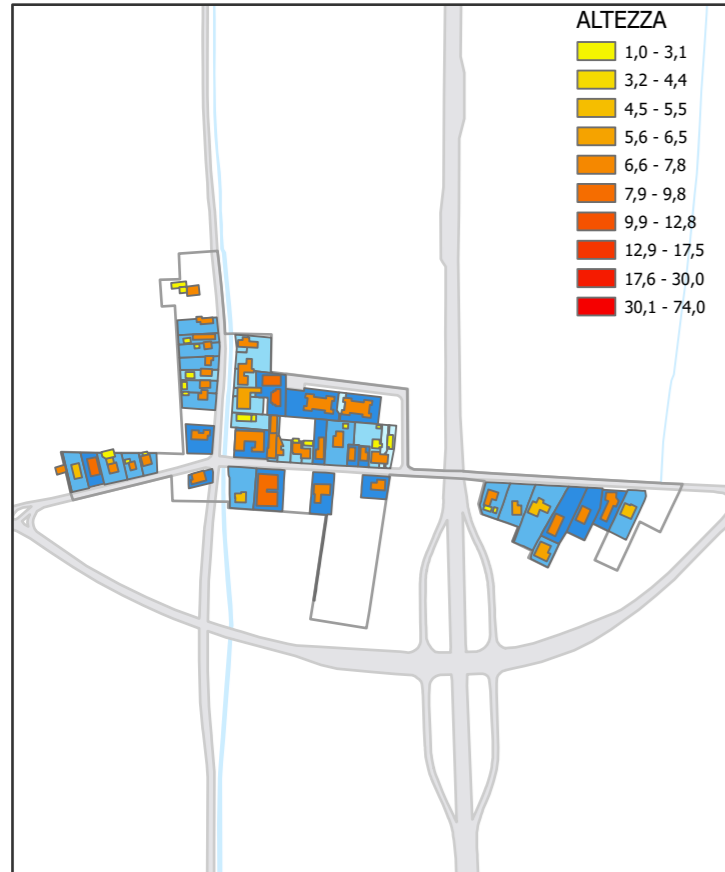 ALTEZZA
1,0 - 3,1
3,2 - 4,4
4,5 - 5,5
5,6 - 6,5
6,6 - 7,8
7,9 - 9,8
9,9 - 12,8
12,9 - 17,5
17,6 - 30,0
30,1 - 74,0